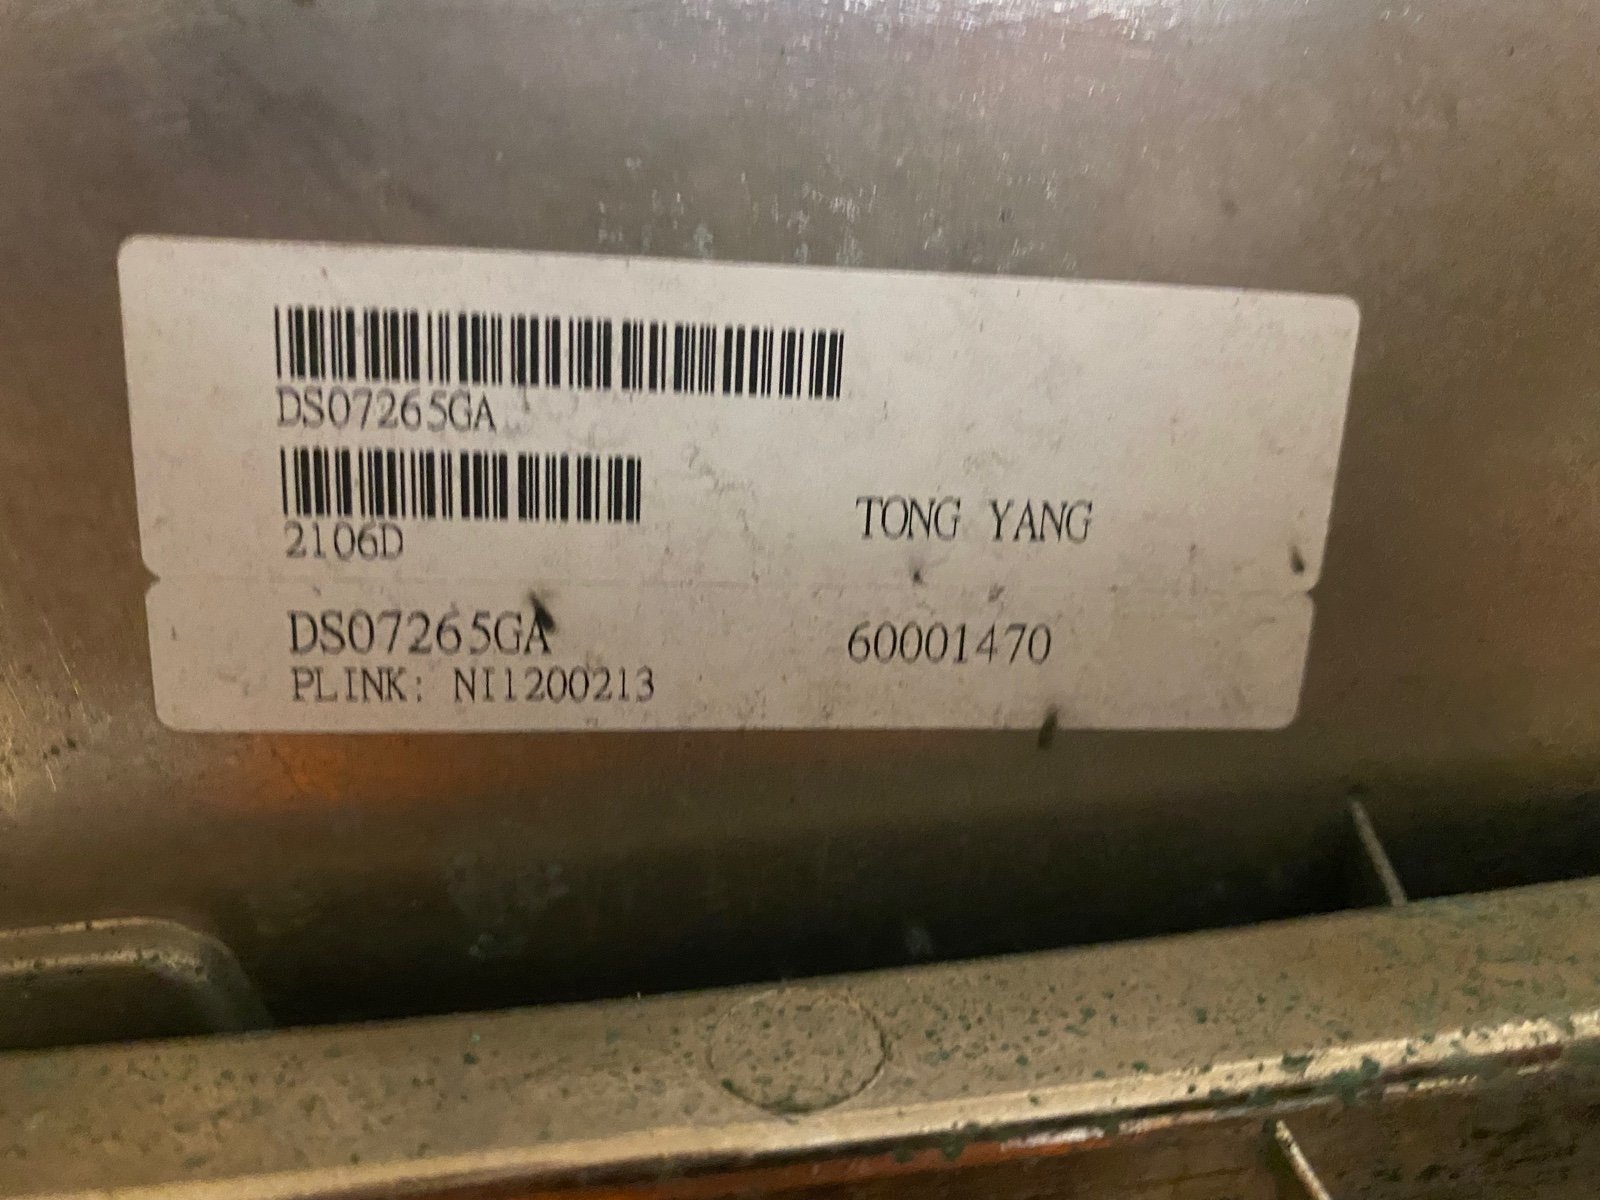 DS07265GA
2106D
TONG YANG
DS07265GA
60001470
PLINK: NI1200213